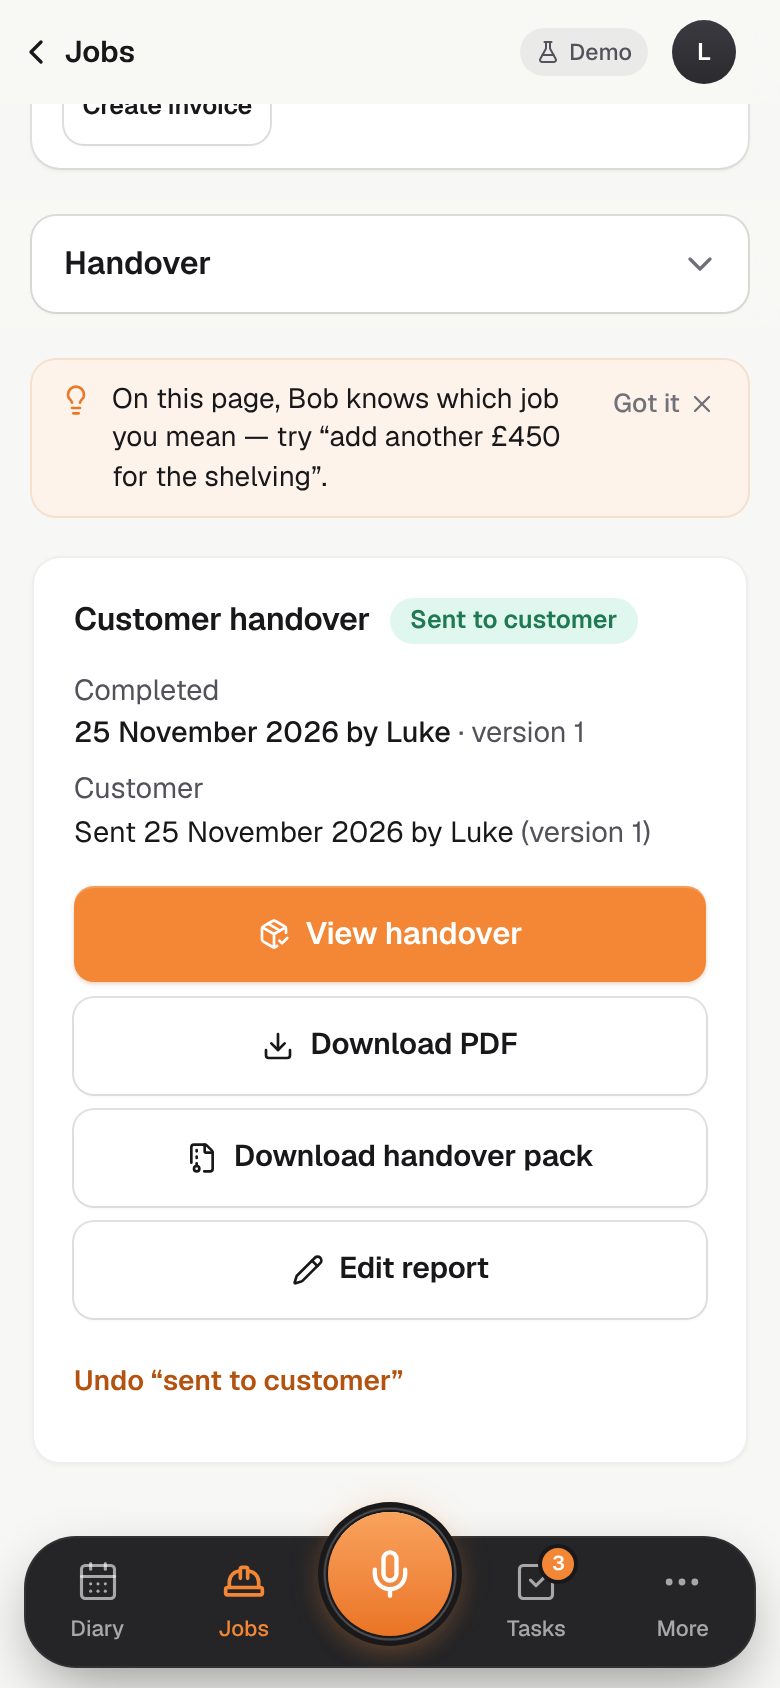 Jobs
Demo
L
Create invoice
Handover
On this page, Bob knows which job
you mean — try “add another £450
for the shelving”.
Got it
Customer handover
Sent to customer
Completed
25 November 2026 by Luke · version 1
Customer
Sent 25 November 2026 by Luke (version 1)
View handover
Download PDF
Download handover pack
Edit report
Undo “sent to customer”
3
Diary
Jobs
Tasks
More